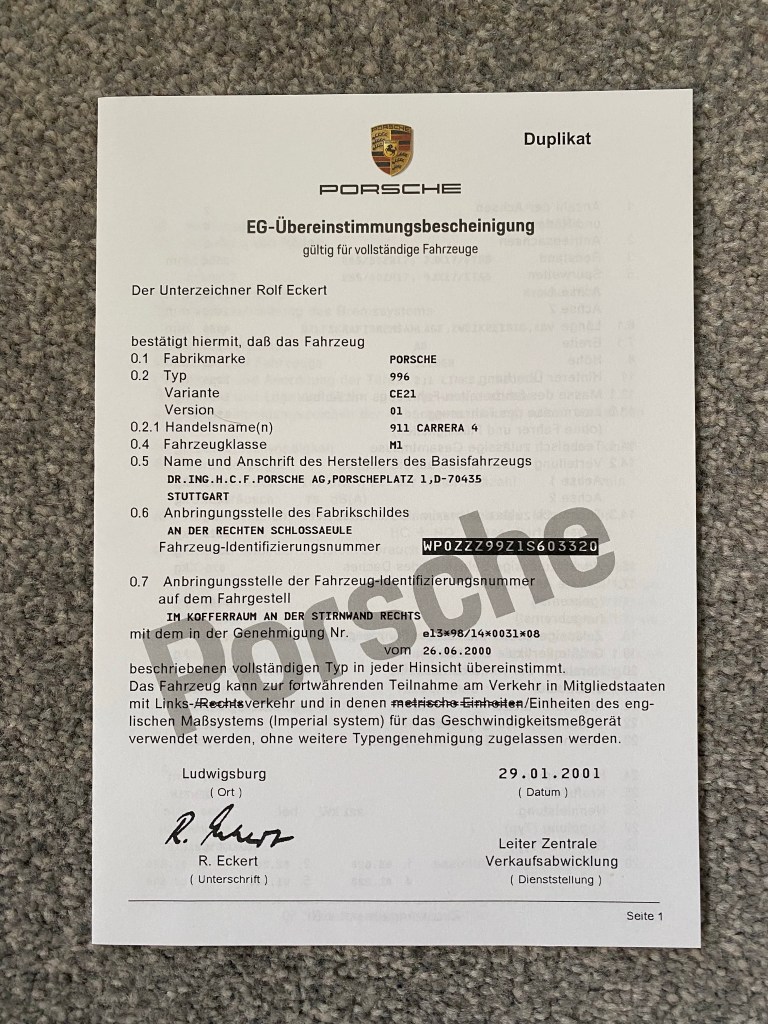 PORSCHE
Duplikat
PORSCHE
EG-Übereinstimmungsbescheinigung
gültig für vollständige Fahrzeuge
Der Unterzeichner Rolf Eckert
bestätigt hiermit, daß das Fahrzeug
0.1 Fabrikmarke PORSCHE
0.2 Typ 996
Variante CE21
Version 01
0.2.1 Handelsname(n) 911 CARRERA 4
0.4 Fahrzeugklasse M1
0.5 Name und Anschrift des Herstellers des Basisfahrzeugs
DR.ING.H.C.F.PORSCHE AG,PORSCHEPLATZ 1,D-70435
STUTTGART
0.6 Anbringungsstelle des Fabrikschildes
AN DER RECHTEN SCHLOSSAEULE
Fahrzeug-Identifizierungsnummer WP0ZZZ99Z1S603320
0.7 Anbringungsstelle der Fahrzeug-Identifizierungsnummer
auf dem Fahrgestell
IM KOFFERRAUM AN DER STIRNWAND RECHTS
mit dem in der Genehmigung Nr. e13*98/14*0031*08
vom 26.06.2000
beschriebenen vollständigen Typ in jeder Hinsicht übereinstimmt.
Das Fahrzeug kann zur fortwährenden Teilnahme am Verkehr in Mitgliedstaaten
mit Links-/Rechtsverkehr und in denen metrische Einheiten/Einheiten des eng-
lischen Maßsystems (Imperial system) für das Geschwindigkeitsmeßgerät
verwendet werden, ohne weitere Typengenehmigung zugelassen werden.
Porsche
Ludwigsburg 29.01.2001
( Ort ) ( Datum )
R. Eckert
R. Eckert Leiter Zentrale
Verkaufsabwicklung
( Unterschrift ) ( Dienststellung )
Seite 1